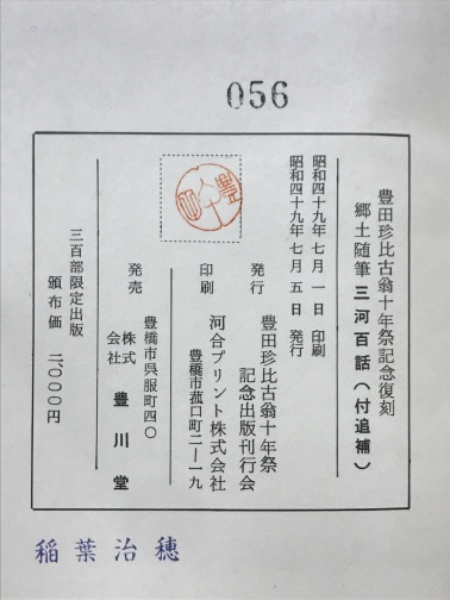 056
豊田珍比古翁十年祭記念復刻
郷土随筆 三河百話(付追補)
昭和四十九年七月一日 印刷
昭和四十九年七月五日 発行
発行 豊田珍比古翁十年祭
記念出版刊行会
印刷 河合プリント株式会社
豊橋市菰口町二ー一九
発売 豊橋市呉服町四〇
株式会社 豊川堂
三百部限定出版
頒布価 二、〇〇〇円
稲葉治穂